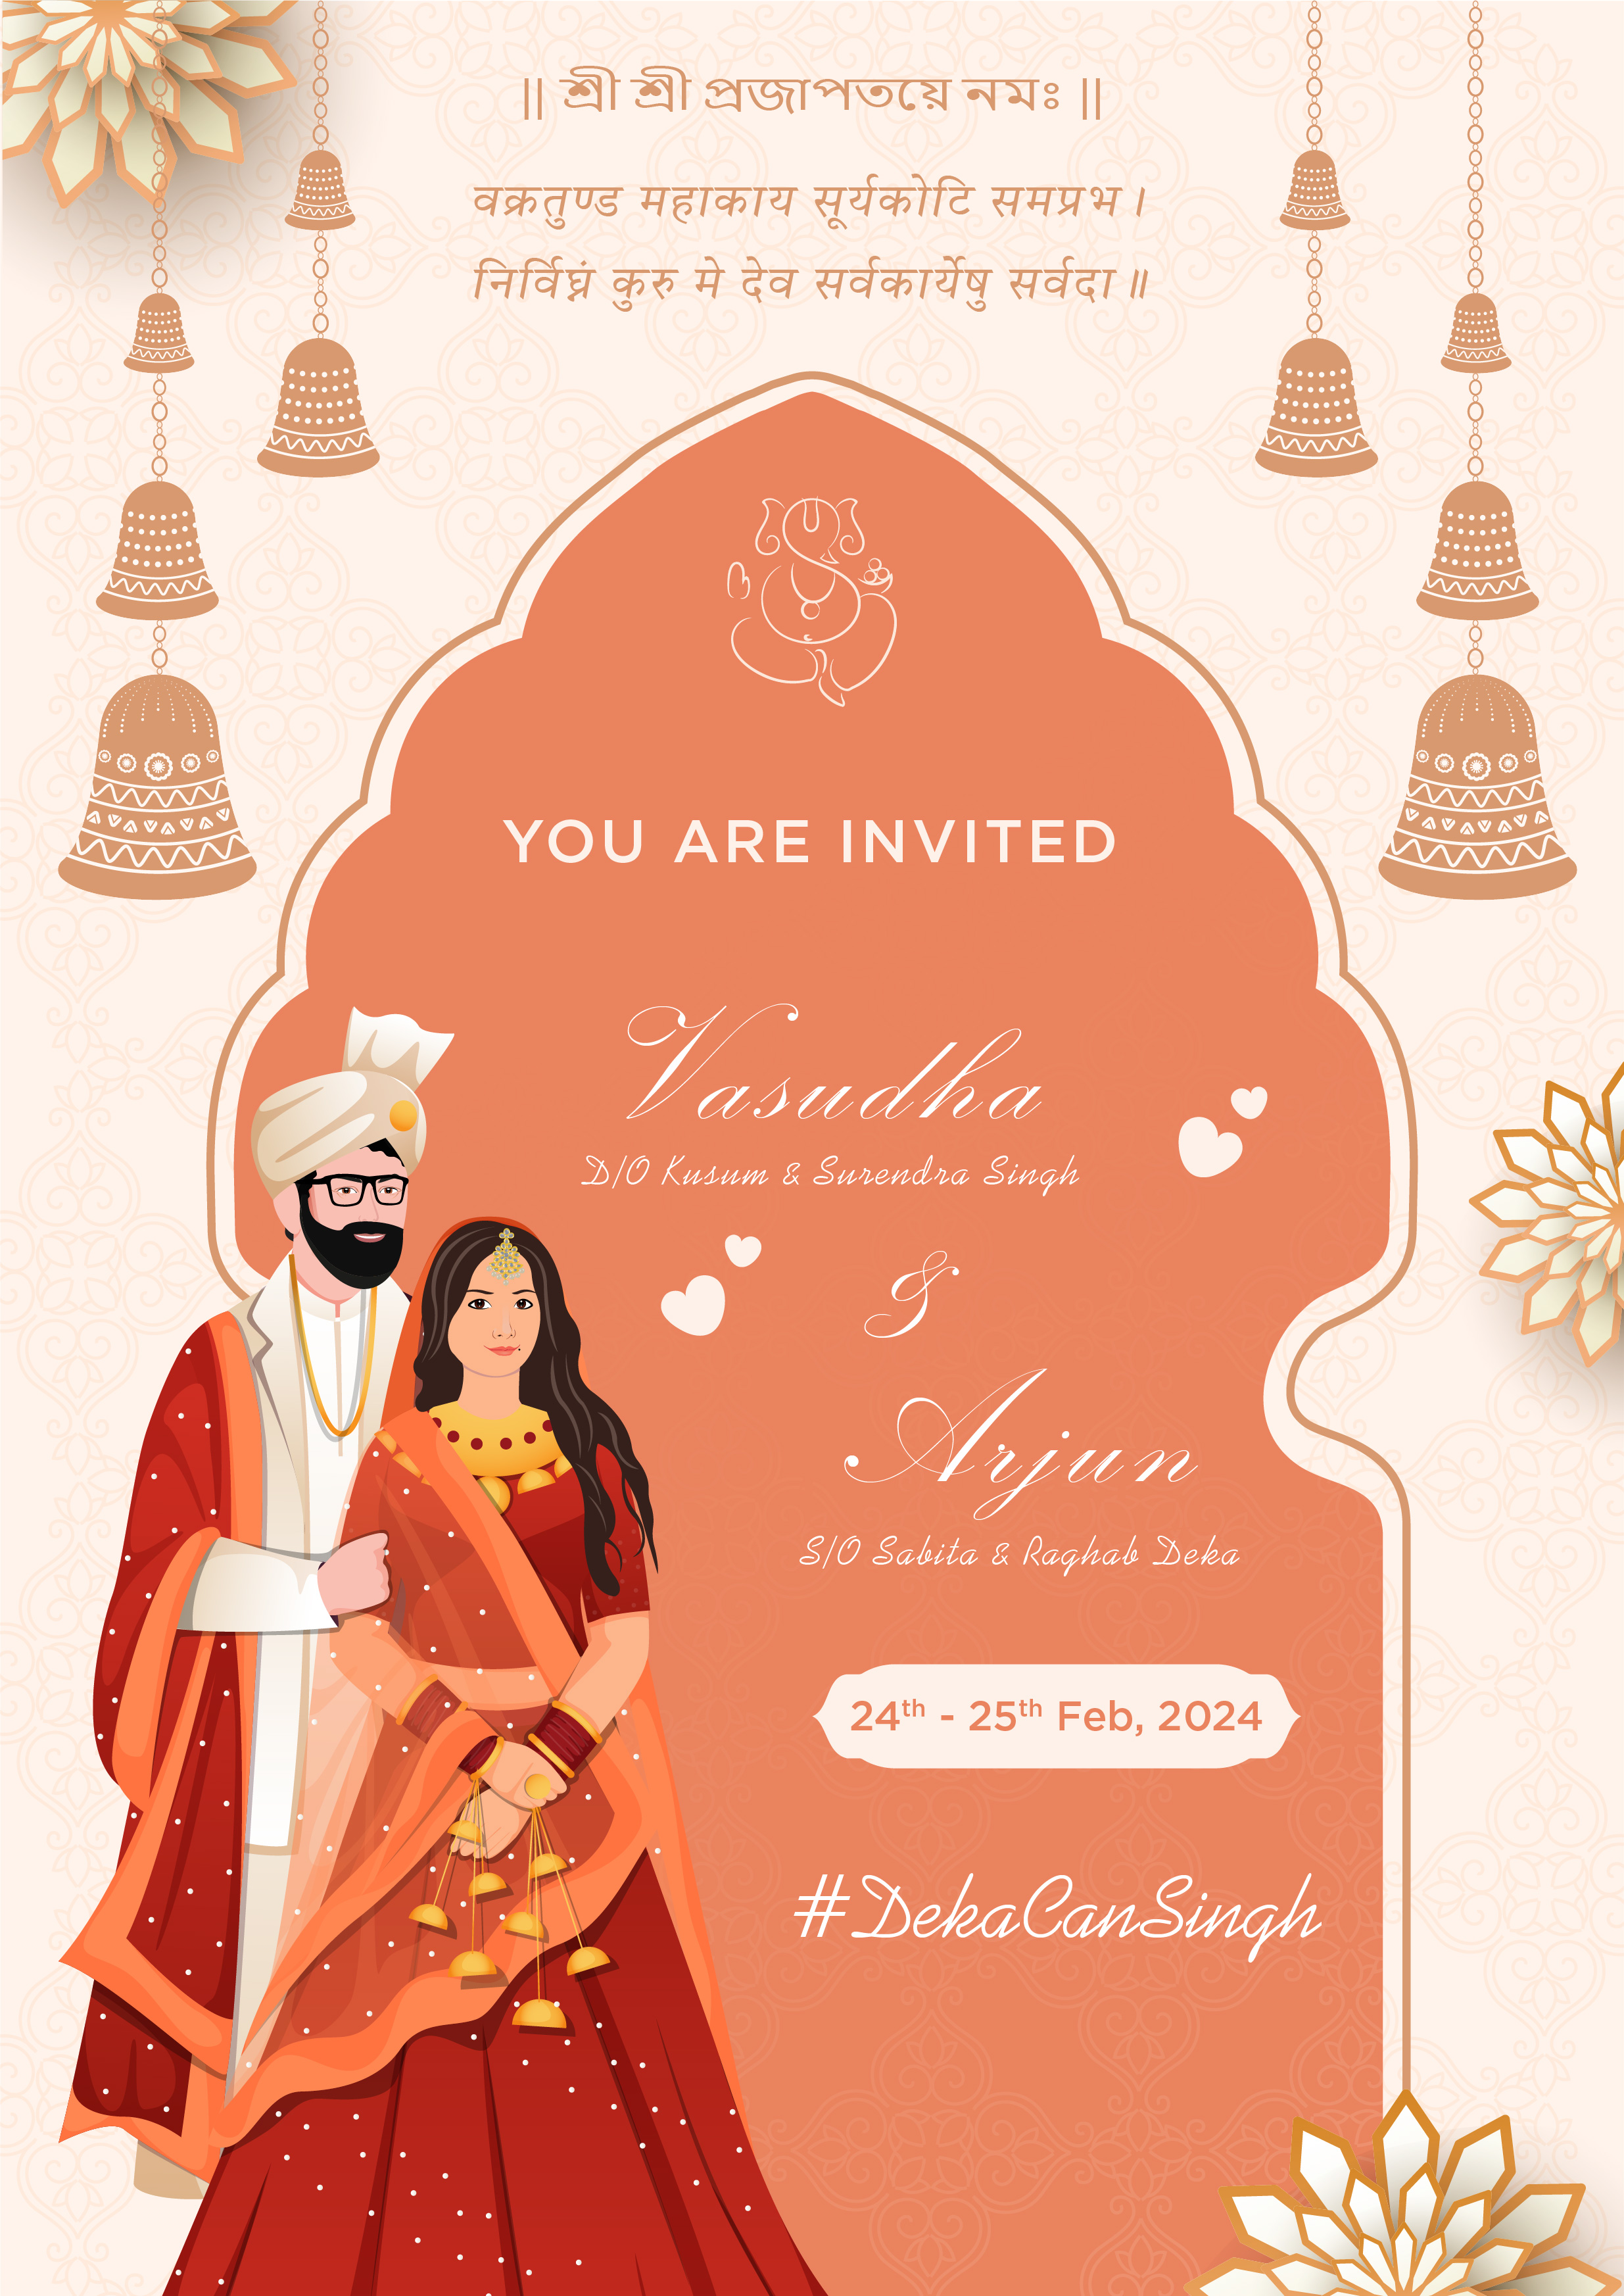 || শ্ৰী শ্ৰী প্ৰজাপতয়ে নমঃ ||
वक्रतुण्ड महाकाय सूर्यकोटि समप्रभ।
निर्विघ्नं कुरु मे देव सर्वकार्येषु सर्वदा॥
YOU ARE INVITED
Vasudha
D/O Kusum & Surendra Singh
&
Arjun
S/O Sabita & Raghab Deka
24th - 25th Feb, 2024
#DekaCanSingh